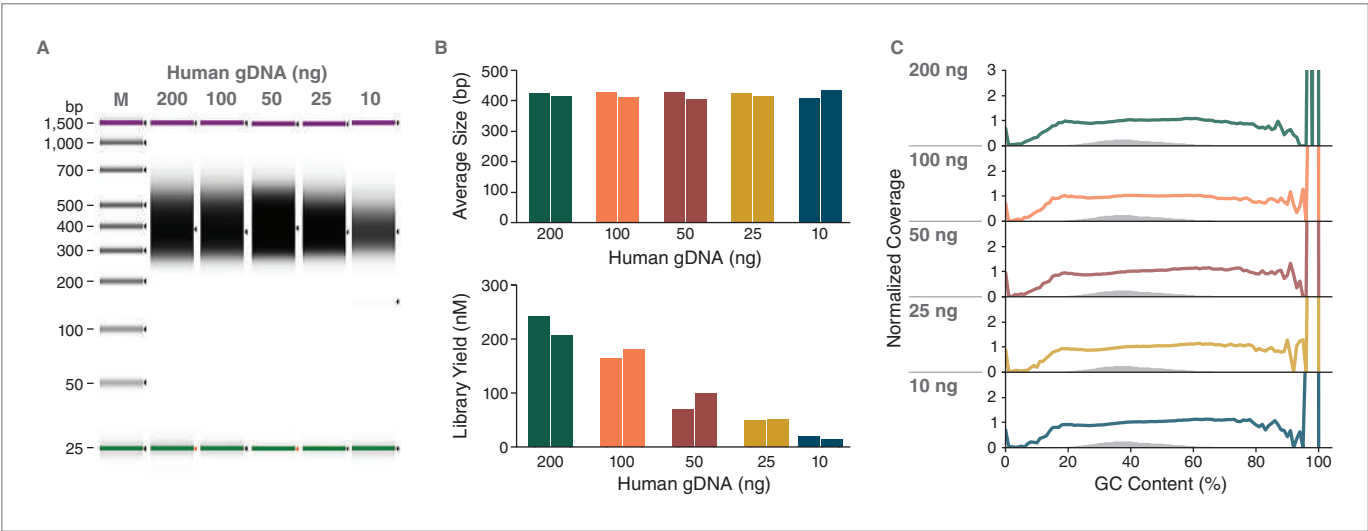 A
Human gDNA (ng)
bp
M 200 100 50 25 10
1,500
1,000
700
500
400
300
200
100
50
25
B
Average Size (bp)
500
400
300
200
100
0
200 100 50 25 10
Human gDNA (ng)
Library Yield (nM)
300
200
100
0
200 100 50 25 10
Human gDNA (ng)
C
Normalized Coverage
200 ng
3
2
1
0
100 ng
2
1
0
50 ng
2
1
0
25 ng
2
1
0
10 ng
2
1
0
0 20 40 60 80 100
GC Content (%)